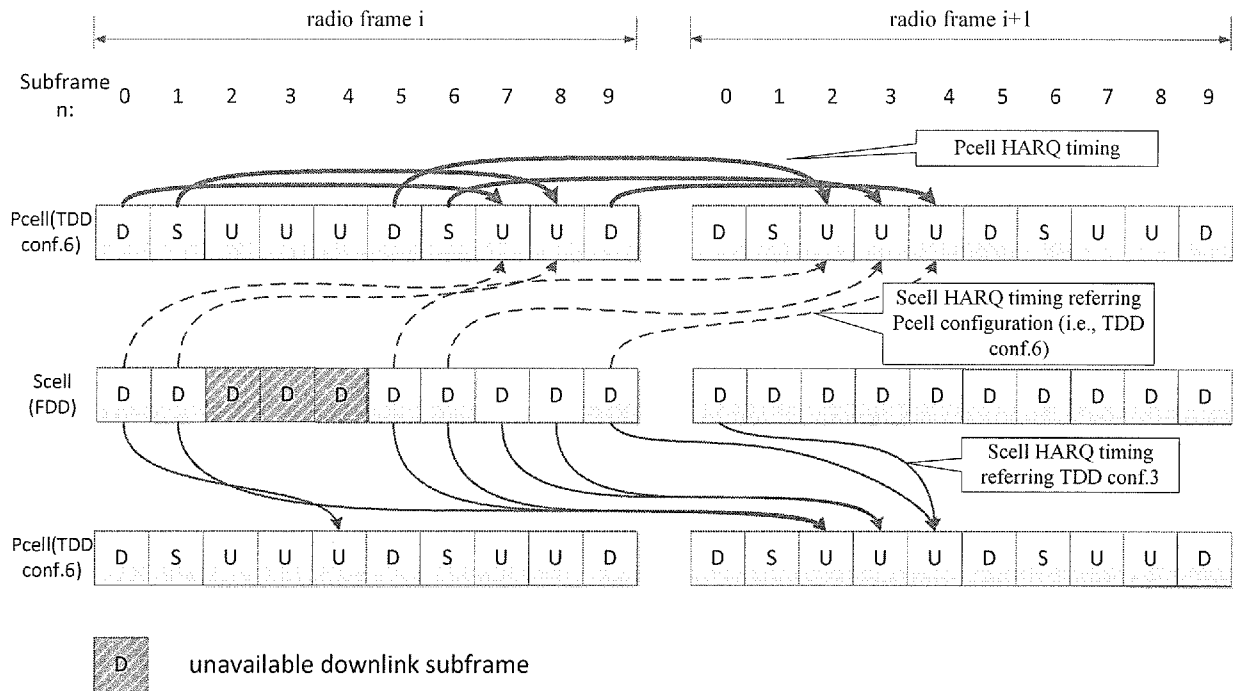 radio frame i radio frame i+1
Subframe n: 0 1 2 3 4 5 6 7 8 9 0 1 2 3 4 5 6 7 8 9
Pcell HARQ timing
Pcell(TDD conf.6) D S U U U D S U U D D S U U U D S U U D
Scell HARQ timing referring
Pcell configuration (i.e., TDD
conf.6)
Scell (FDD) D D D D D D D D D D D D D D D D D D D D
Scell HARQ timing
referring TDD conf.3
Pcell(TDD conf.6) D S U U U D S U U D D S U U U D S U U D
D unavailable downlink subframe